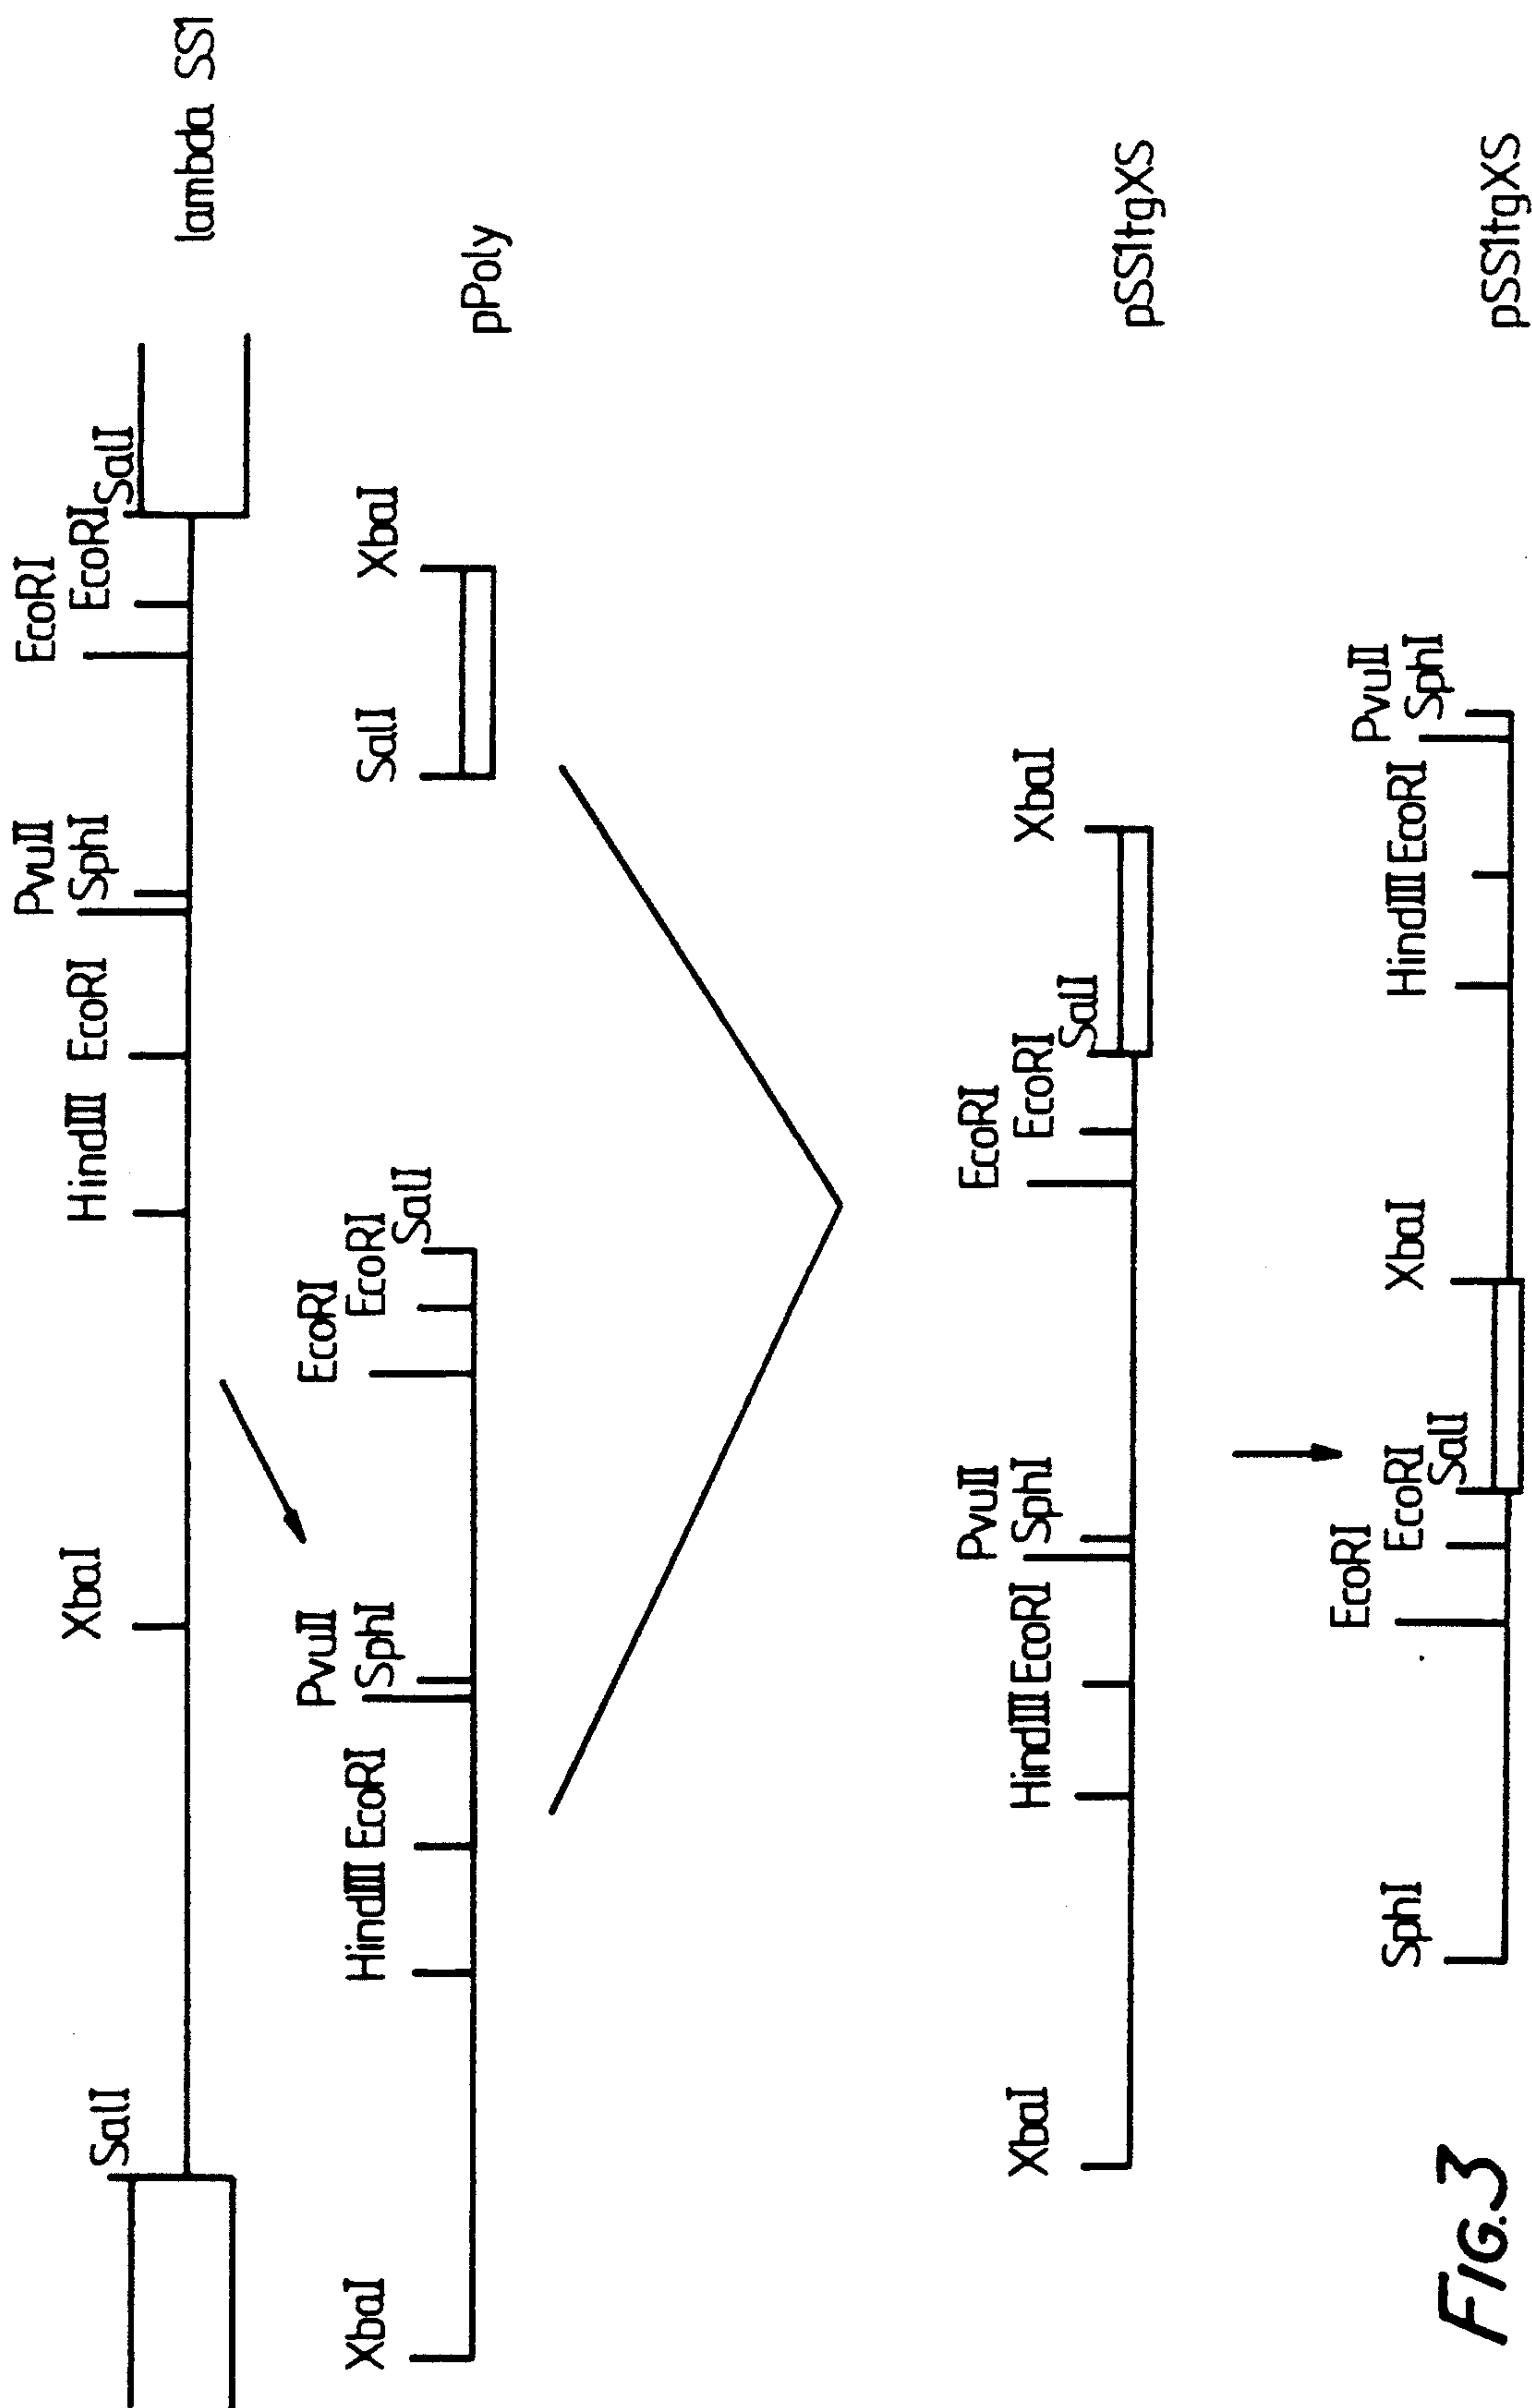 SalI XbaI HindIII EcoRI PvuII SphI EcoRI EcoRI SalI lambda SS1
XbaI HindIII EcoRI PvuII SphI EcoRI EcoRI SalI SalI XbaI pPoly
XbaI HindIII EcoRI PvuII SphI EcoRI EcoRI SalI XbaI pSS1tgXS
SphI EcoRI EcoRI SalI XbaI HindIII EcoRI PvuII SphI pSS1tgXS
FIG.3